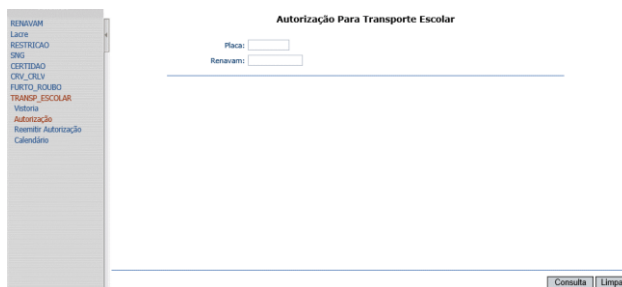 RENAVAM
Lacre
RESTRICAO
SNG
CERTIDAO
CRV_CRLV
FURTO_ROUBO
TRANSP_ESCOLAR
Vistoria
Autorização
Reemitir Autorização
Calendário
Autorização Para Transporte Escolar
Placa:
Renavam:
Consulta
Limpa